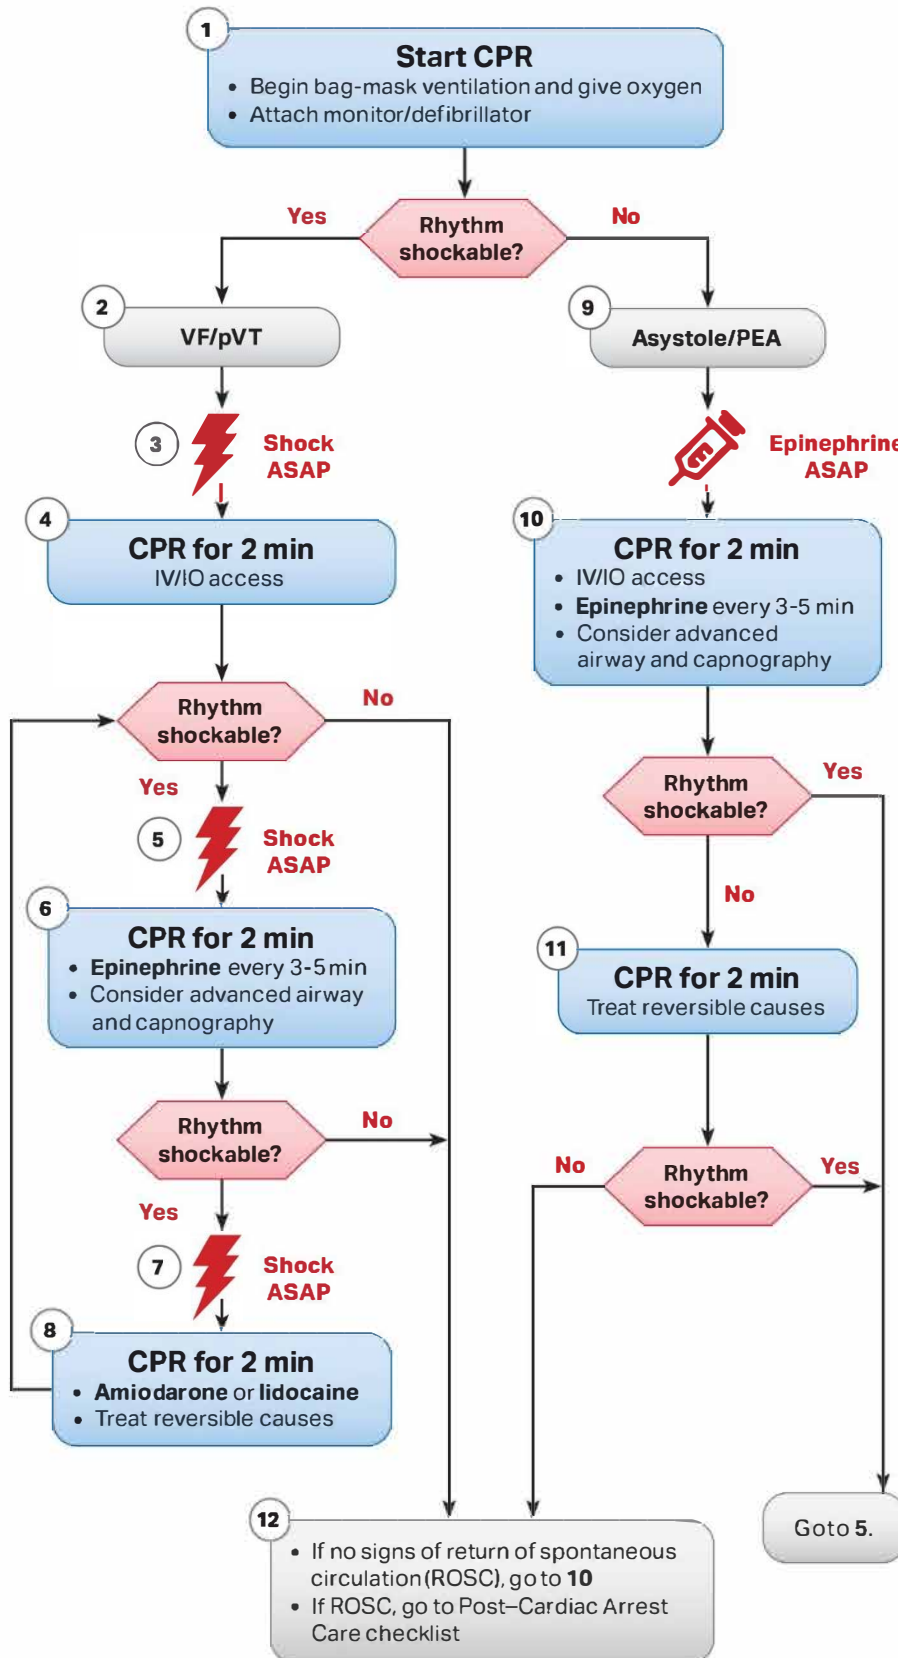 1
Start CPR
• Begin bag-mask ventilation and give oxygen
• Attach monitor/defibrillator
Rhythm
shockable?
Yes
No
2
VF/pVT
9
Asystole/PEA
3
Shock
ASAP
Epinephrine
ASAP
4
CPR for 2 min
IV/IO access
10
CPR for 2 min
• IV/IO access
• Epinephrine every 3-5 min
• Consider advanced
airway and capnography
Rhythm
shockable?
No
Yes
Rhythm
shockable?
Yes
No
5
Shock
ASAP
6
CPR for 2 min
• Epinephrine every 3-5 min
• Consider advanced airway
and capnography
11
CPR for 2 min
Treat reversible causes
Rhythm
shockable?
No
Yes
Rhythm
shockable?
No
Yes
7
Shock
ASAP
8
CPR for 2 min
• Amiodarone or lidocaine
• Treat reversible causes
12
• If no signs of return of spontaneous
circulation (ROSC), go to 10
• If ROSC, go to Post–Cardiac Arrest
Care checklist
Go to 5.